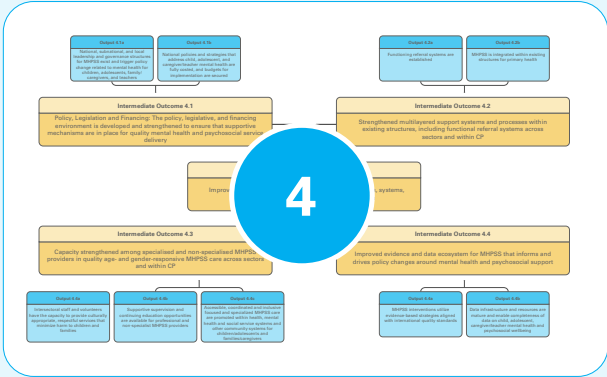 Output 4.1a
National, subnational, and local
leadership and governance structures
for MHPSS exist and trigger policy
change related to mental health for
children, adolescents, family/
caregivers, and teachers
Output 4.1b
National policies and strategies that
address child, adolescent, and
caregiver/teacher mental health are
fully costed, and budgets for
implementation are secured
Output 4.2a
Functioning referral systems are
established
Output 4.2b
MHPSS is integrated within existing
structures for primary health
Intermediate Outcome 4.1
Policy, Legislation and Financing: The policy, legislative, and financing
environment is developed and strengthened to ensure that supportive
mechanisms are in place for quality mental health and psychosocial service
delivery
Intermediate Outcome 4.2
Strengthened multilayered support systems and processes within
existing structures, including functional referral systems across
sectors and within CP
4
systems,
Intermediate Outcome 4.3
Capacity strengthened among specialised and non-specialised MHPSS
providers in quality age- and gender-responsive MHPSS care across sectors
and within CP
Intermediate Outcome 4.4
Improved evidence and data ecosystem for MHPSS that informs and
drives policy changes around mental health and psychosocial support
Output 4.3a
Interventional staff and volunteers
have the capacity to provide culturally
appropriate, respectful services that
minimize harm to children and
families
Output 4.3b
Supportive supervision and
continuing education opportunities
are available for professional and
non-specialist MHPSS providers
Output 4.3c
Accessible, coordinated and inclusive
focused and specialised MHPSS care
are promoted within health, mental
health and social service systems and
other community systems for
children/adolescents and
families/caregivers
Output 4.4a
MHPSS interventions utilise
evidence-based strategies aligned
with international quality standards
Output 4.4b
Data infrastructure and resources are
mature and enable completeness of
data on child, adolescent,
caregiver/teacher mental health and
psychosocial wellbeing